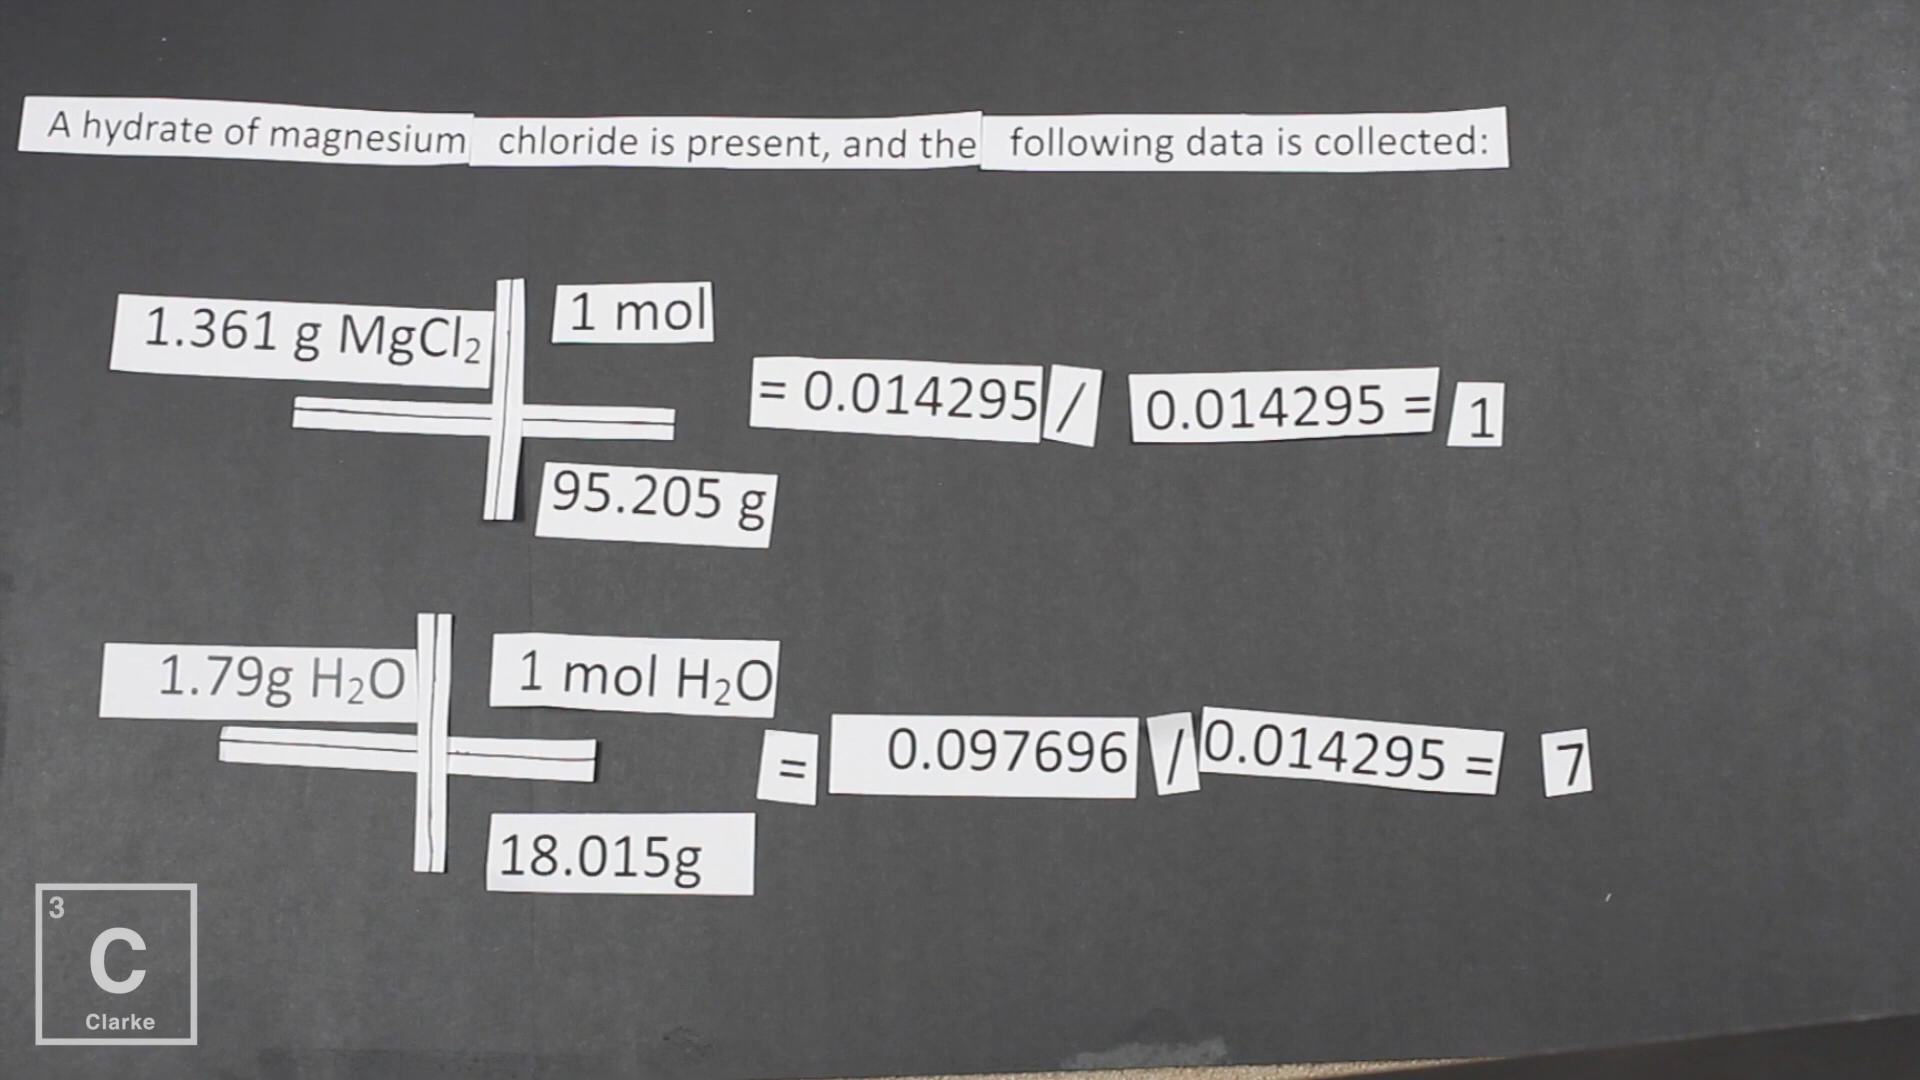 A hydrate of magnesium chloride is present, and the following data is collected:
1.361 g MgCl₂ 1 mol
= 0.014295 / 0.014295 = 1
95.205 g
1.79g H₂O 1 mol H₂O
= 0.097696 / 0.014295 = 7
18.015g
3
C
Clarke